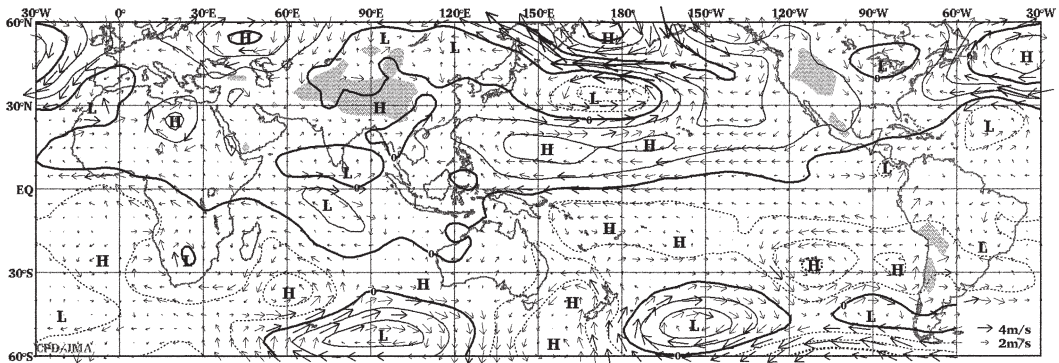 30°W 0° 30°E 60°E 90°E 120°E 150°E 180° 150°W 120°W 90°W 60°W 30°W
60°N
H L L H L H
30°N
L H H L L
H H
EQ
L L L
L
H H
H L H H H L
H H
L L L L
30°S
H
4m/s
CPD/JMA 2m/s
60°S